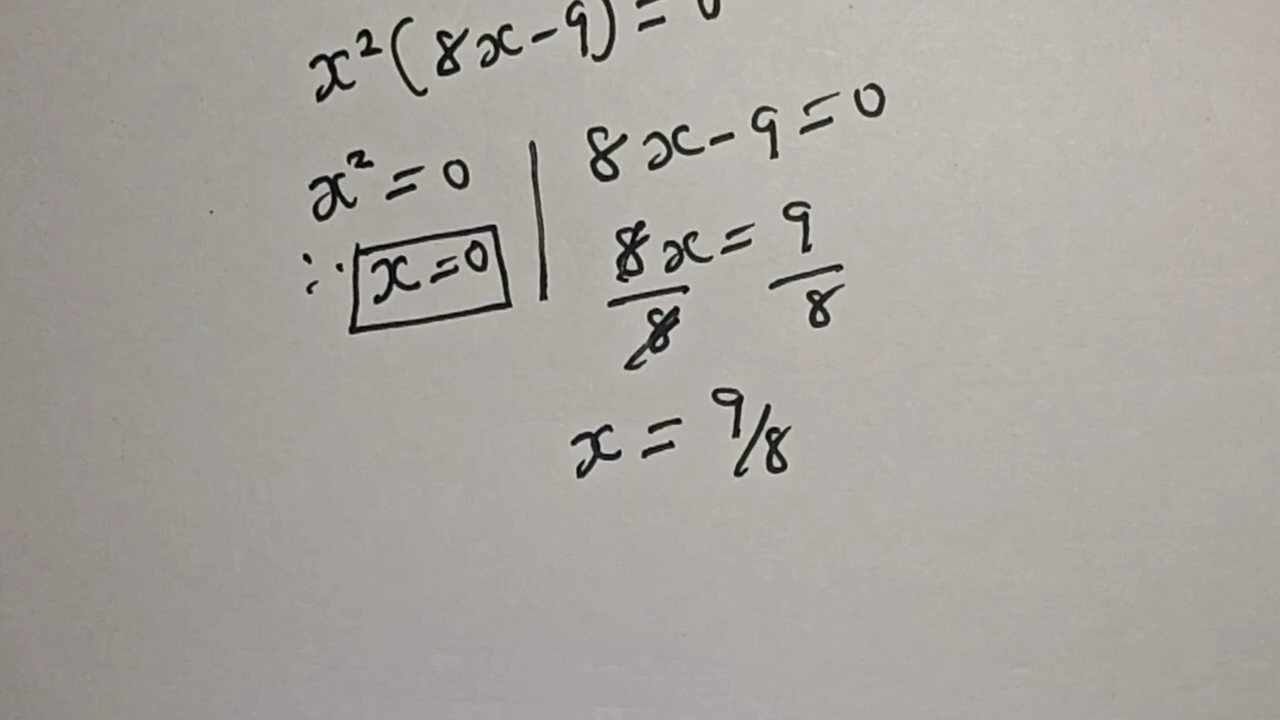 x²(8x-9)=0
x²=0 | 8x-9=0
∴ x=0
8x/8 = 9/8
x = 9/8